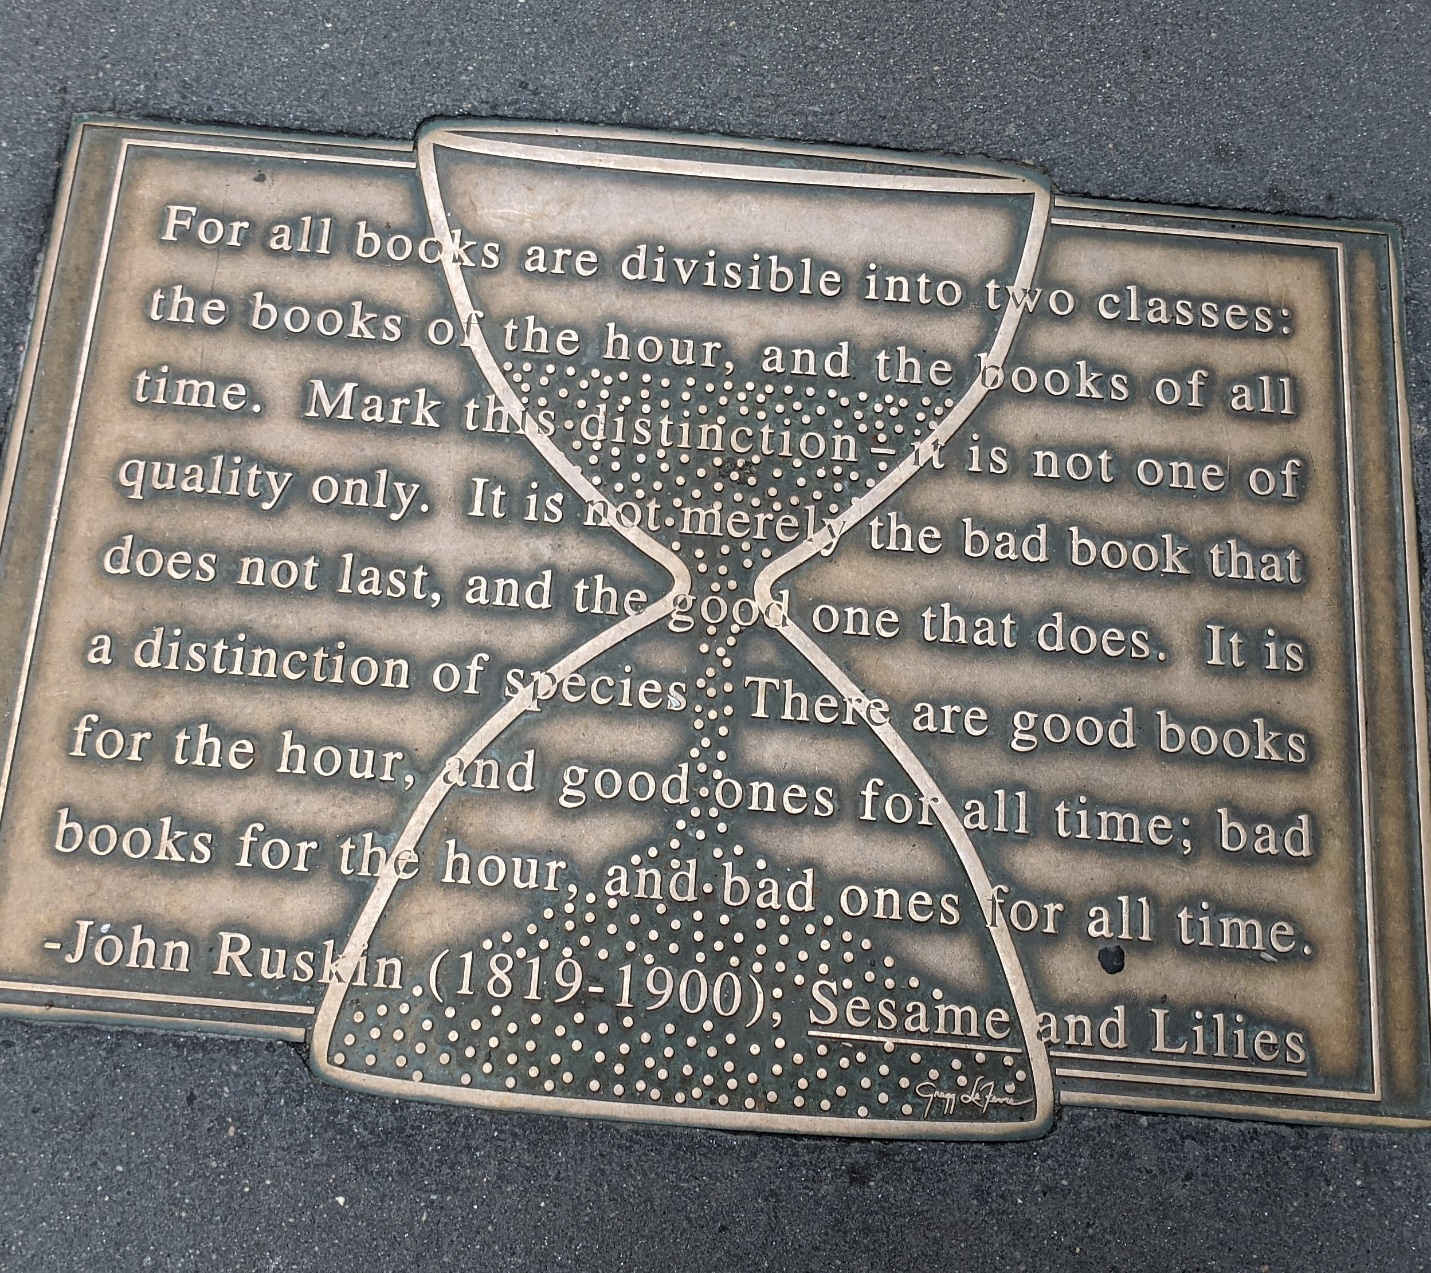 For all books are divisible into two classes:
the books of the hour, and the books of all
time. Mark this distinction – it is not one of
quality only. It is not merely the bad book that
does not last, and the good one that does. It is
a distinction of species. There are good books
for the hour, and good ones for all time; bad
books for the hour, and bad ones for all time.
-John Ruskin (1819-1900); Sesame and Lilies
Gregg LeFevre